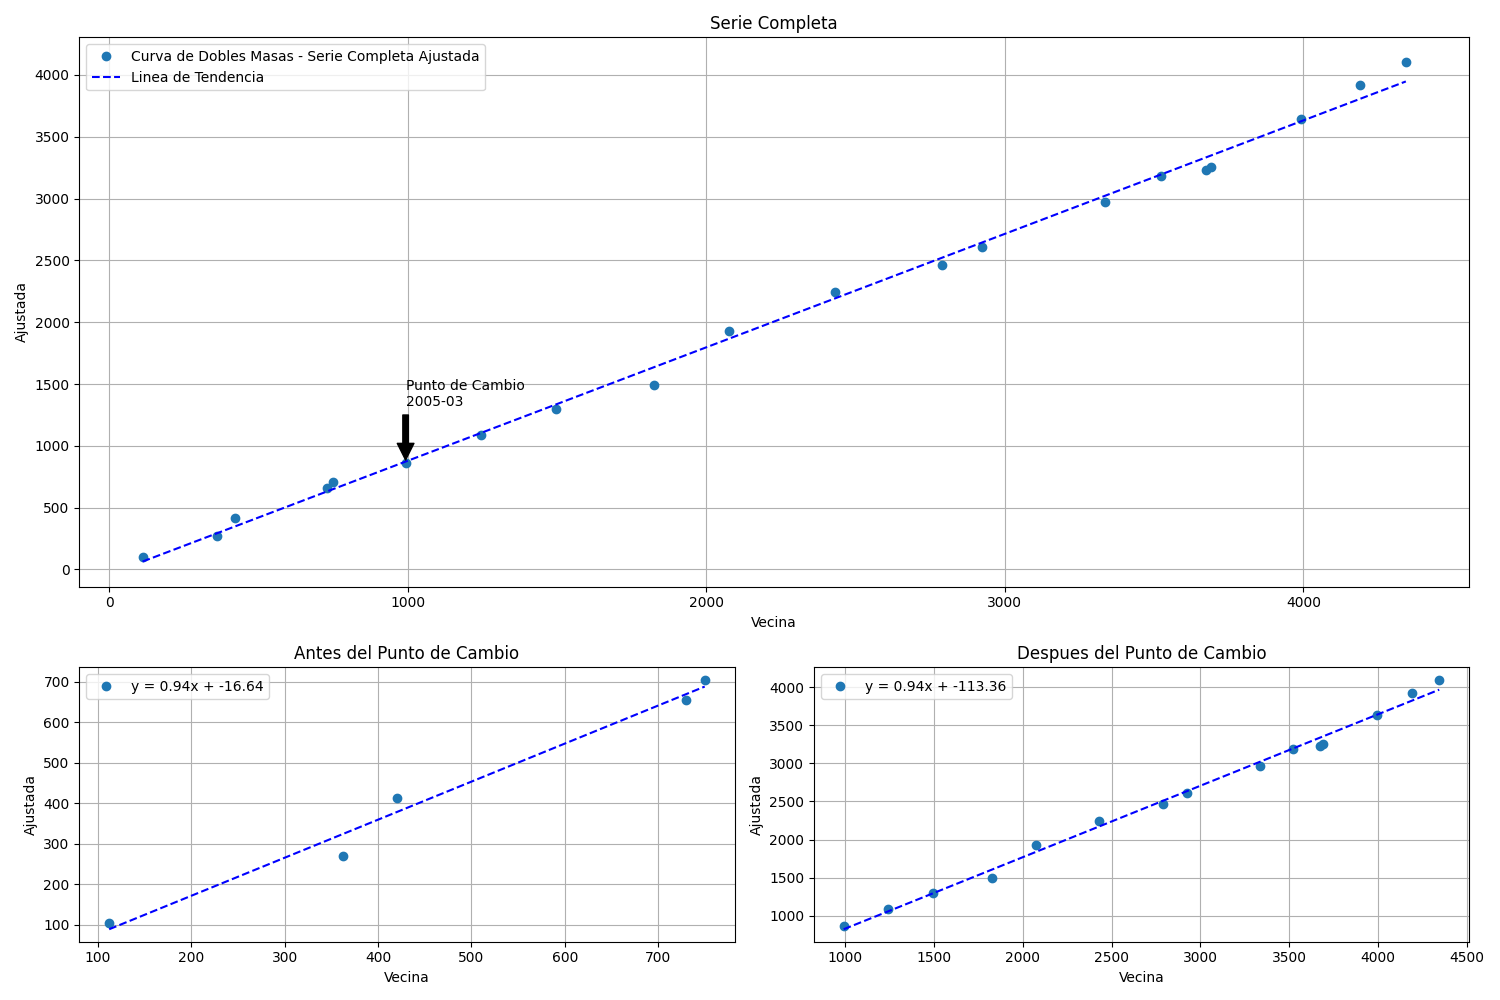 Serie Completa
Curva de Dobles Masas - Serie Completa Ajustada
Linea de Tendencia
4000
3500
3000
2500
2000
1500
1000
500
0
Ajustada
Punto de Cambio
2005-03
0 1000 2000 3000 4000
Vecina
Antes del Punto de Cambio
y = 0.94x + -16.64
700
600
500
400
300
200
100
Ajustada
100 200 300 400 500 600 700
Vecina
Despues del Punto de Cambio
y = 0.94x + -113.36
4000
3500
3000
2500
2000
1500
1000
Ajustada
1000 1500 2000 2500 3000 3500 4000 4500
Vecina